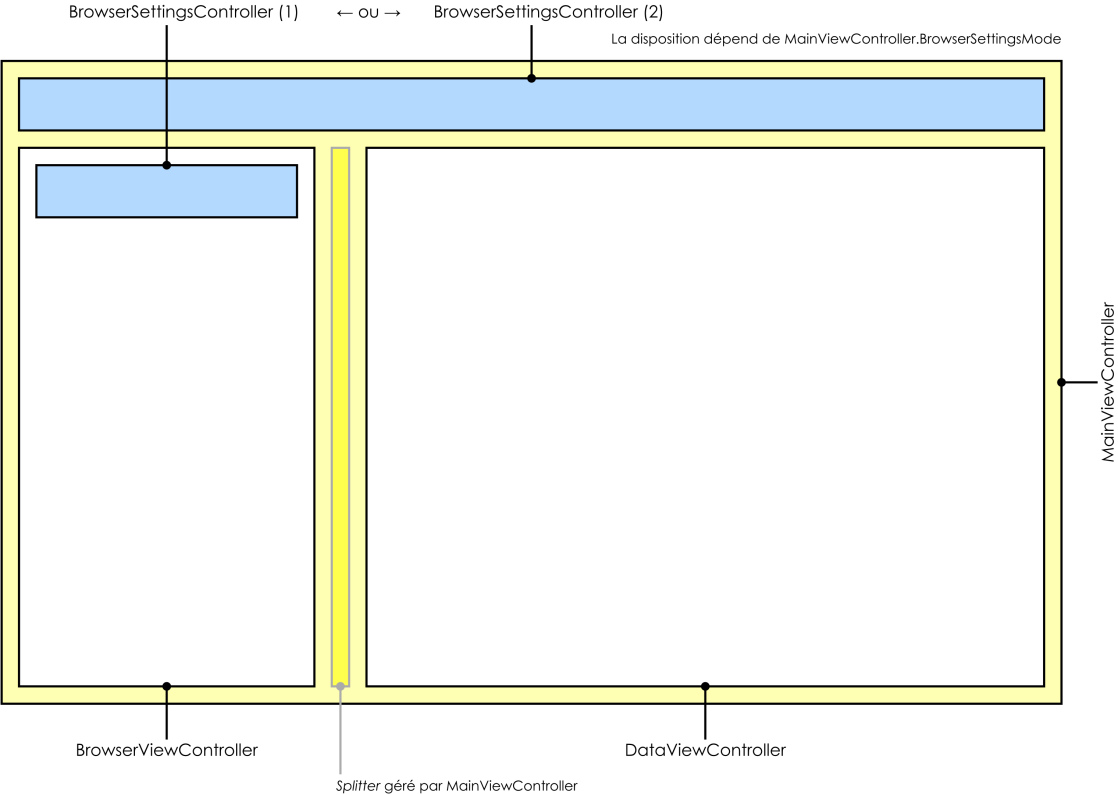 BrowserSettingsController (1) ← ou → BrowserSettingsController (2)
La disposition dépend de MainViewController.BrowserSettingsMode
MainViewController
BrowserViewController
DataViewController
Splitter géré par MainViewController